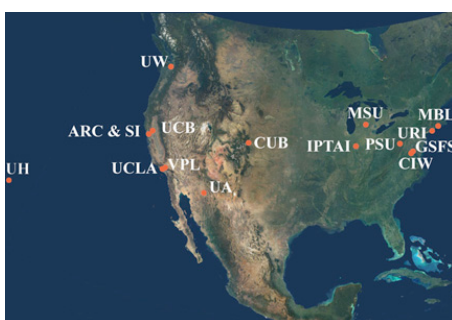 UW
MSU
MBL
ARC & SI
UCB
CUB
IPTAI
PSU
URI
GSFS
CIW
UH
UCLA
VPL
UA